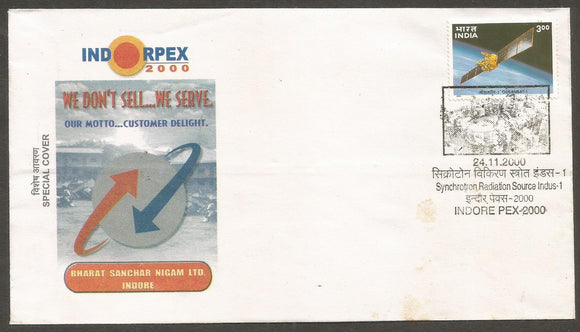 INDORPEX
2000
WE DON'T SELL...WE SERVE.
OUR MOTTO...CUSTOMER DELIGHT.
BHARAT SANCHAR NIGAM LTD.
INDORE
विशेष आवरण
SPECIAL COVER
भारत 3.00
INDIA
24.11.2000
सिंक्रोटोन विकिरण स्त्रोत इंडस-1
Synchrotron Radiation Source Indus-1
इन्दौर पेक्स-2000
INDORE PEX-2000